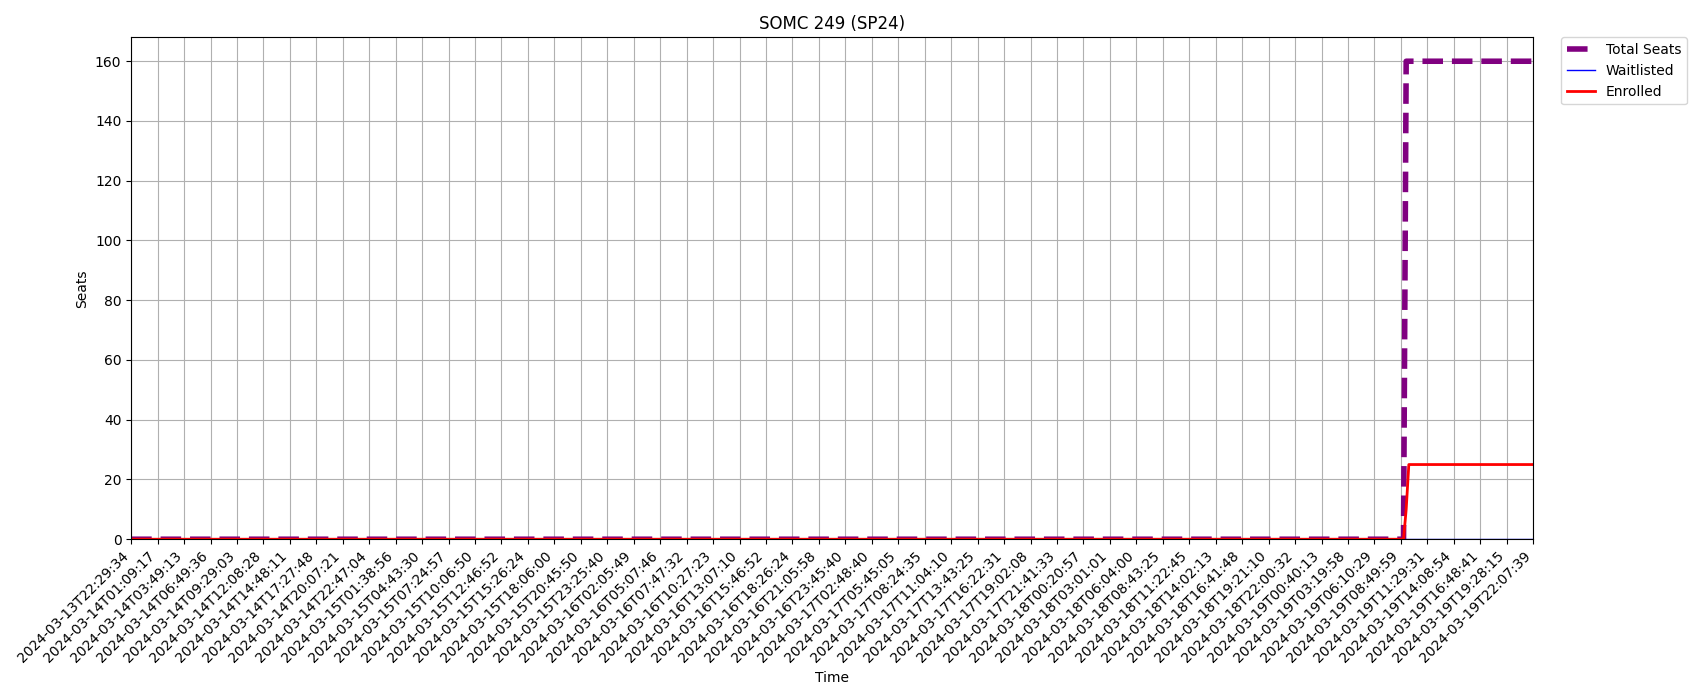 SOMC 249 (SP24)
Total Seats
Waitlisted
Enrolled
Seats
160
140
120
100
80
60
40
20
0
2024-03-13T22:29:34
2024-03-14T01:09:17
2024-03-14T03:49:13
2024-03-14T06:49:36
2024-03-14T09:29:03
2024-03-14T12:08:28
2024-03-14T14:48:11
2024-03-14T17:27:48
2024-03-14T20:07:21
2024-03-14T22:47:04
2024-03-15T01:38:56
2024-03-15T04:43:30
2024-03-15T07:24:57
2024-03-15T10:06:50
2024-03-15T12:46:52
2024-03-15T15:26:24
2024-03-15T18:06:00
2024-03-15T20:45:50
2024-03-15T23:25:40
2024-03-16T02:05:49
2024-03-16T05:07:46
2024-03-16T07:47:32
2024-03-16T10:27:23
2024-03-16T13:07:10
2024-03-16T15:46:52
2024-03-16T18:26:24
2024-03-16T21:05:58
2024-03-16T23:45:40
2024-03-17T02:48:40
2024-03-17T05:45:05
2024-03-17T08:24:35
2024-03-17T11:04:10
2024-03-17T13:43:25
2024-03-17T16:22:31
2024-03-17T19:02:08
2024-03-17T21:41:33
2024-03-18T00:20:57
2024-03-18T03:01:01
2024-03-18T06:04:00
2024-03-18T08:43:25
2024-03-18T11:22:45
2024-03-18T14:02:13
2024-03-18T16:41:48
2024-03-18T19:21:10
2024-03-18T22:00:32
2024-03-19T00:40:13
2024-03-19T03:19:58
2024-03-19T06:10:29
2024-03-19T08:49:59
2024-03-19T11:29:31
2024-03-19T14:08:54
2024-03-19T16:48:41
2024-03-19T19:28:15
2024-03-19T22:07:39
Time